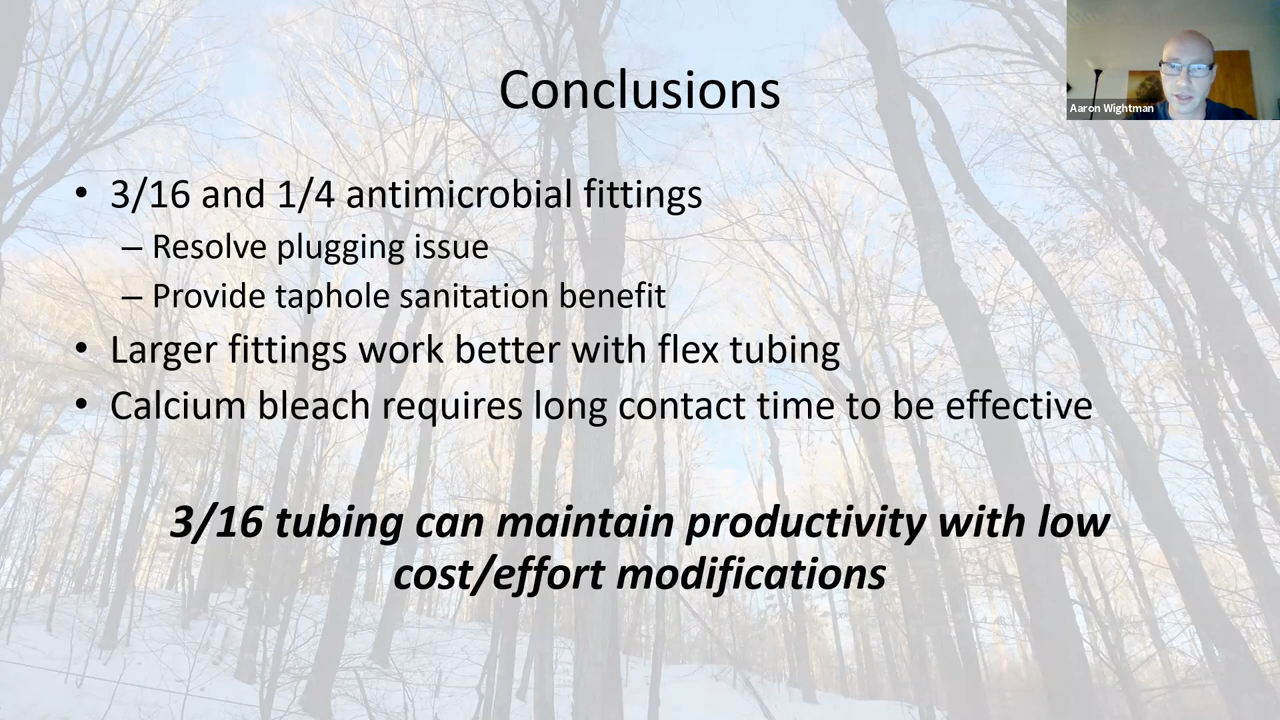 Conclusions
Aaron Wightman
• 3/16 and 1/4 antimicrobial fittings
– Resolve plugging issue
– Provide taphole sanitation benefit
• Larger fittings work better with flex tubing
• Calcium bleach requires long contact time to be effective
3/16 tubing can maintain productivity with low
cost/effort modifications